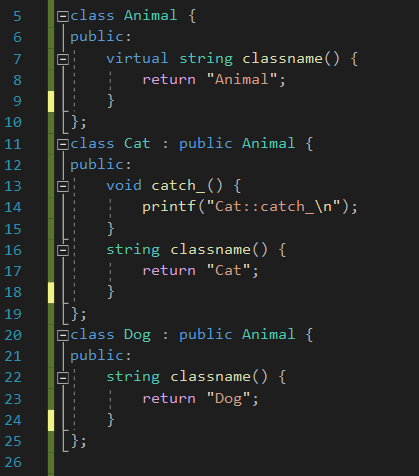 5 class Animal {
6 public:
7     virtual string classname() {
8         return "Animal";
9     }
10 };
11 class Cat : public Animal {
12 public:
13     void catch_() {
14         printf("Cat::catch_\n");
15     }
16     string classname() {
17         return "Cat";
18     }
19 };
20 class Dog : public Animal {
21 public:
22     string classname() {
23         return "Dog";
24     }
25 };
26